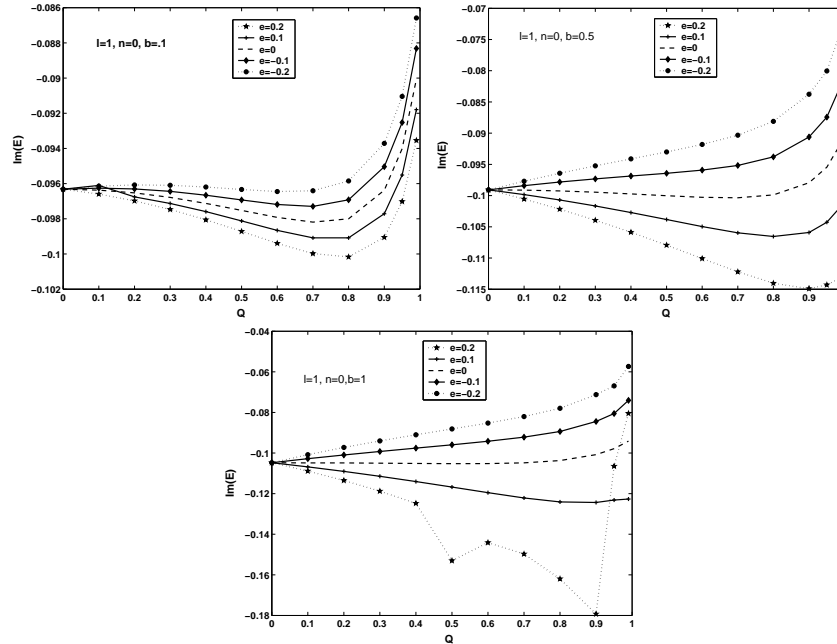 −0.086
−0.088
−0.09
−0.092
−0.094
−0.096
−0.098
−0.1
−0.102
Im(E)
l=1, n=0, b=.1
e=0.2
e=0.1
e=0
e=−0.1
e=−0.2
0 0.1 0.2 0.3 0.4 0.5 0.6 0.7 0.8 0.9 1
Q
−0.07
−0.075
−0.08
−0.085
−0.09
−0.095
−0.1
−0.105
−0.11
−0.115
Im(E)
l=1, n=0, b=0.5
e=0.2
e=0.1
e=0
e=−0.1
e=−0.2
0 0.1 0.2 0.3 0.4 0.5 0.6 0.7 0.8 0.9
Q
−0.04
−0.06
−0.08
−0.1
−0.12
−0.14
−0.16
−0.18
Im(E)
l=1, n=0,b=1
e=0.2
e=0.1
e=0
e=−0.1
e=−0.2
0 0.1 0.2 0.3 0.4 0.5 0.6 0.7 0.8 0.9 1
Q